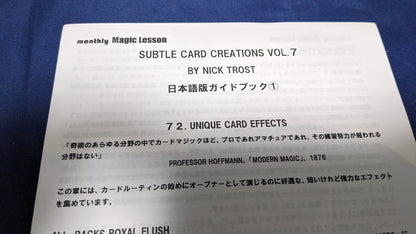 monthly Magic Lesson
SUBTLE CARD CREATIONS VOL.7
BY NICK TROST
日本語版ガイドブック①
７２. UNIQUE CARD EFFECTS
「奇術のあらゆる分野の中でカードマジックほど、プロであれアマチュアであれ、その練習努力が報われる
分野はない」
PROFESSOR HOFFMANN、「MODERN MAGIC」、1876
この章には、カードルーティンの始めにオープナーとして演じるのに好適な、短いけれど強力なエフェクト
を集めています。
ALL BACKS ROYAL FLUSH